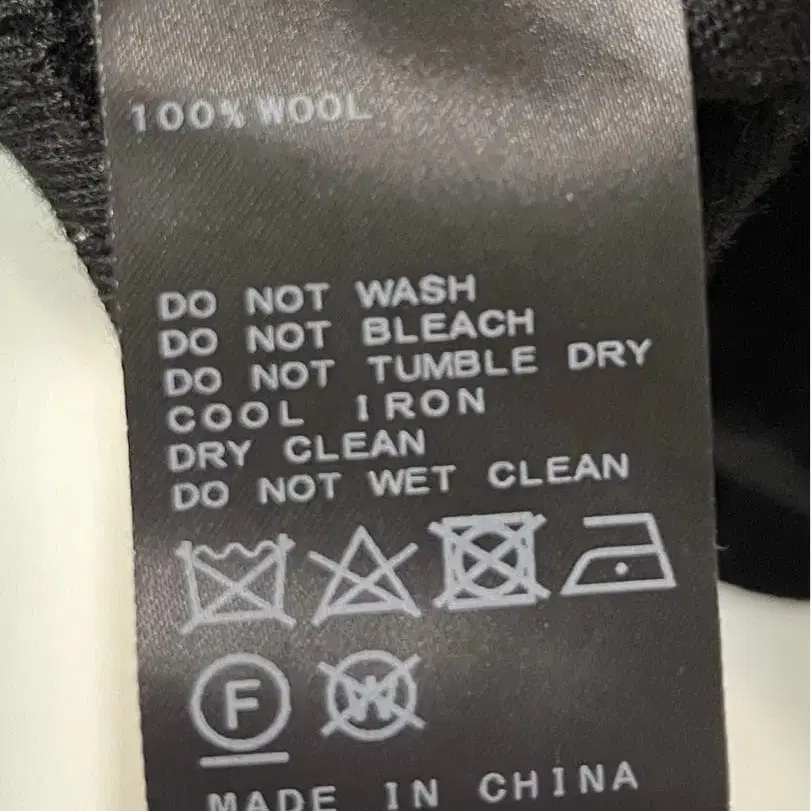 100% WOOL
DO NOT WASH
DO NOT BLEACH
DO NOT TUMBLE DRY
COOL IRON
DRY CLEAN
DO NOT WET CLEAN
F
W
MADE IN CHINA